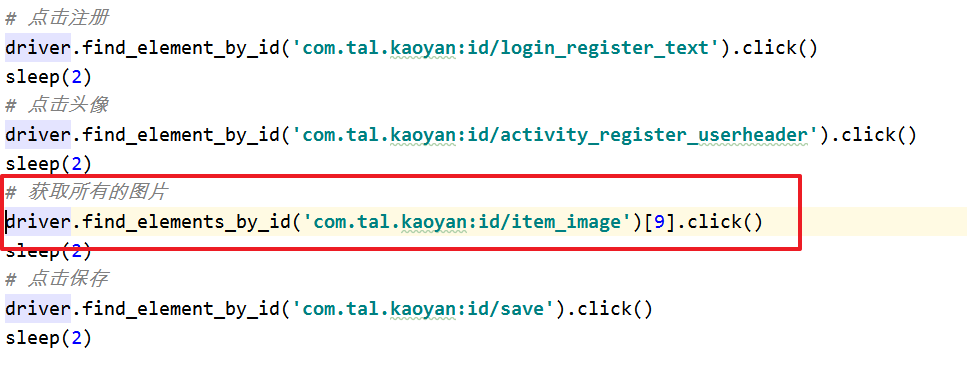 # 点击注册
driver.find_element_by_id('com.tal.kaoyan:id/login_register_text').click()
sleep(2)
# 点击头像
driver.find_element_by_id('com.tal.kaoyan:id/activity_register_userheader').click()
sleep(2)
# 获取所有的图片
driver.find_elements_by_id('com.tal.kaoyan:id/item_image')[9].click()
sleep(2)
# 点击保存
driver.find_element_by_id('com.tal.kaoyan:id/save').click()
sleep(2)